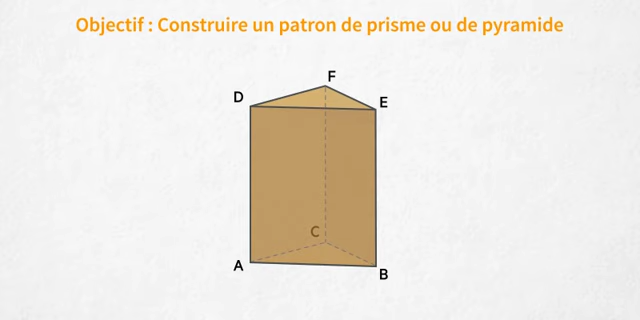 Objectif : Construire un patron de prisme ou de pyramide
F
D
E
C
A
B